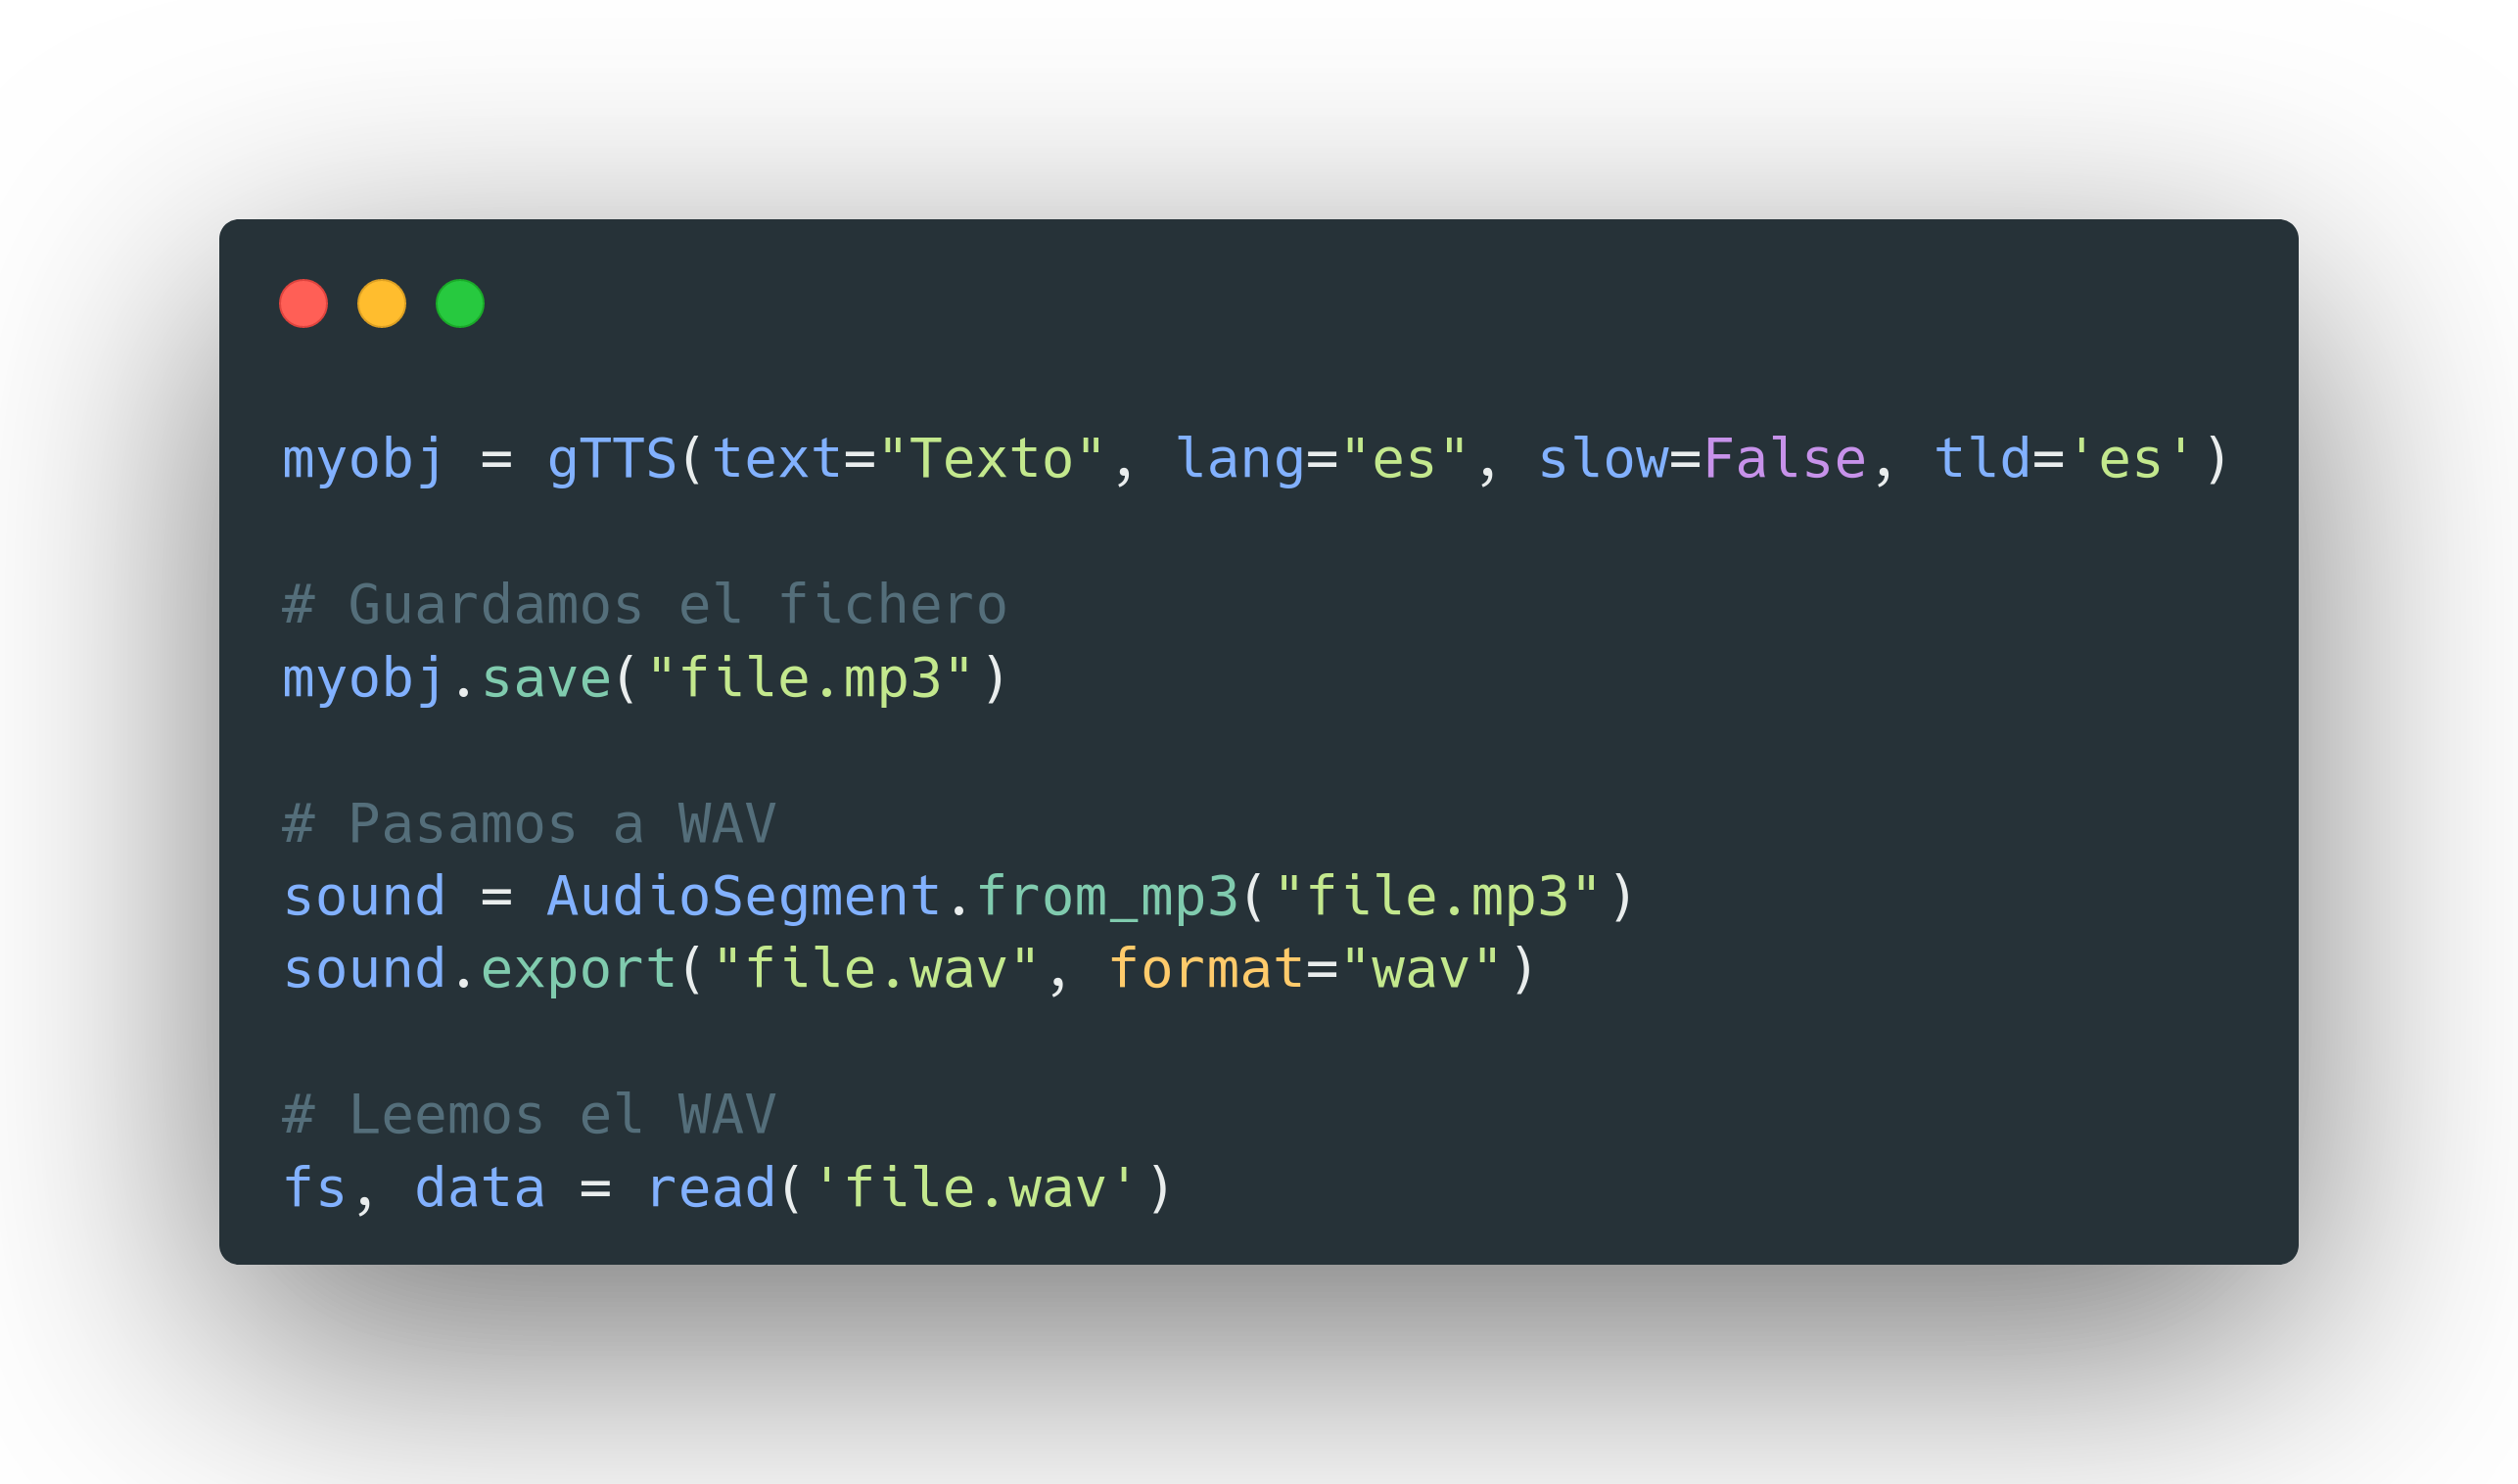 myobj = gTTS(text="Texto", lang="es", slow=False, tld='es')
# Guardamos el fichero
myobj.save("file.mp3")
# Pasamos a WAV
sound = AudioSegment.from_mp3("file.mp3")
sound.export("file.wav", format="wav")
# Leemos el WAV
fs, data = read('file.wav')